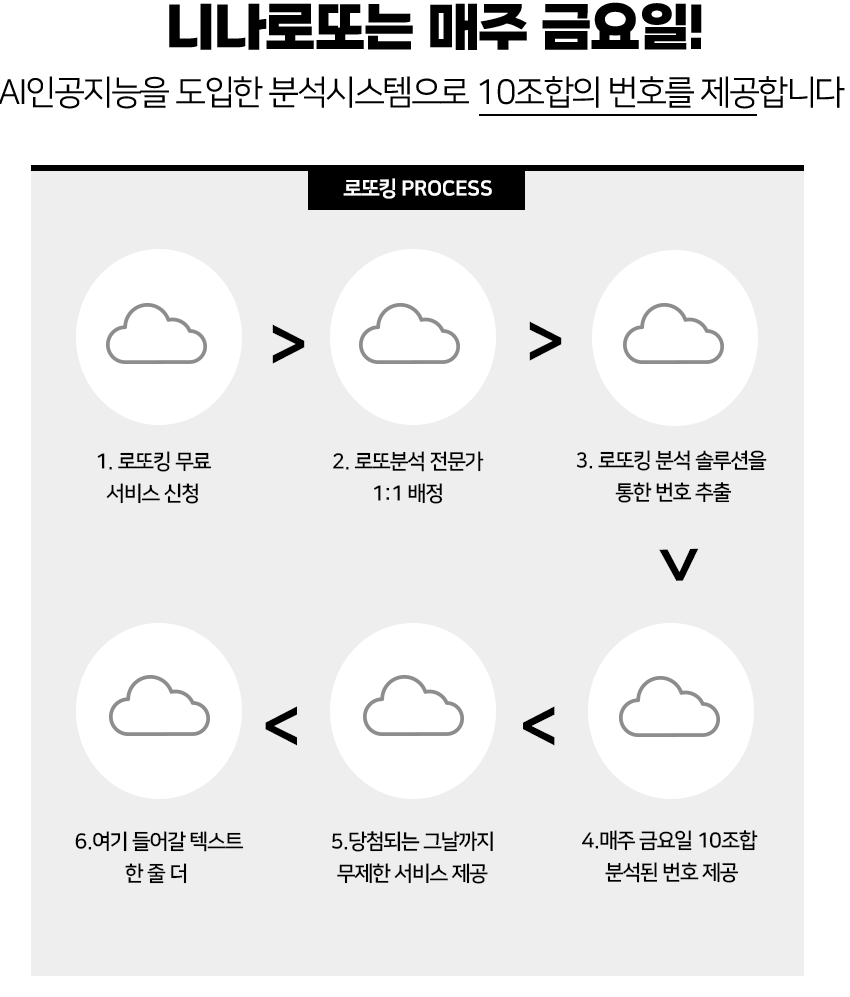 니나로또는 매주 금요일!
AI인공지능을 도입한 분석시스템으로 10조합의 번호를 제공합니다
로또킹 PROCESS
>
>
1. 로또킹 무료
서비스 신청
2. 로또분석 전문가
1:1 배정
3. 로또킹 분석 솔루션을
통한 번호 추출
4.매주 금요일 10조합
분석된 번호 제공
5.당첨되는 그날까지
무제한 서비스 제공
6.여기 들어갈 텍스트
한 줄 더